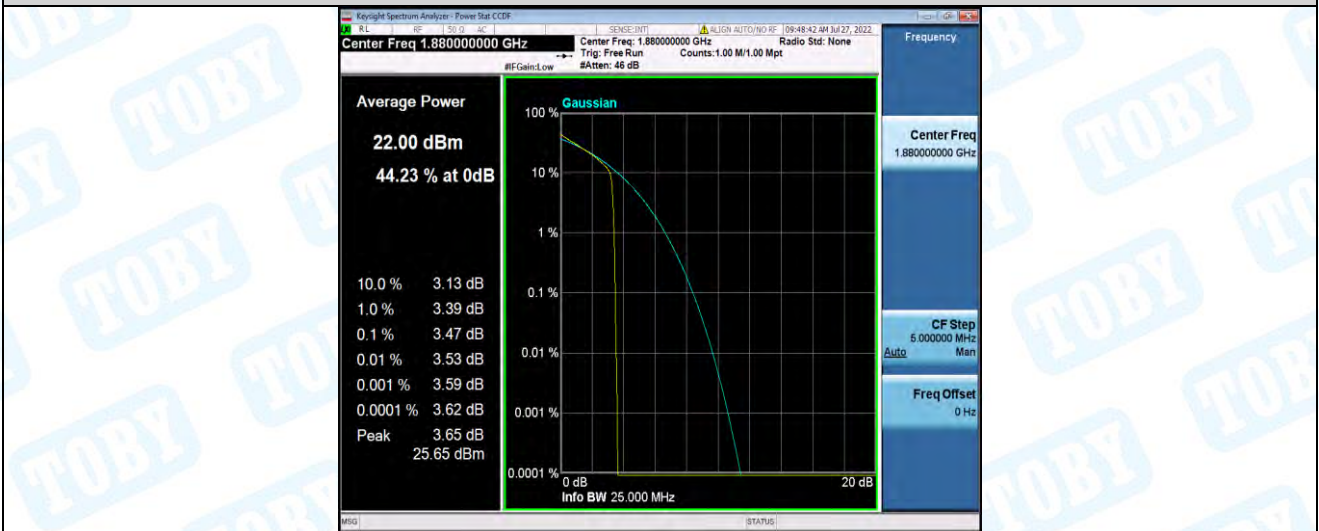 Keysight Spectrum Analyzer - Power Stat CCDF
RL RF 50 Ω AC SENSE:INT ALIGN AUTO/NO RF 09:48:42 AM Jul 27, 2022
Center Freq 1.880000000 GHz
Center Freq: 1.880000000 GHz Radio Std: None
Trig: Free Run Counts:1.00 M/1.00 Mpt
#IFGain:Low #Atten: 46 dB
Frequency
Average Power
22.00 dBm
44.23 % at 0dB
10.0 % 3.13 dB
1.0 % 3.39 dB
0.1 % 3.47 dB
0.01 % 3.53 dB
0.001 % 3.59 dB
0.0001 % 3.62 dB
Peak 3.65 dB
25.65 dBm
Gaussian
100 %
10 %
1 %
0.1 %
0.01 %
0.001 %
0.0001 %
0 dB 20 dB
Info BW 25.000 MHz
Center Freq
1.880000000 GHz
CF Step
5.000000 MHz
Auto Man
Freq Offset
0 Hz
MSG STATUS
TOBY
TOBY
TOBY
TOBY
TOBY
TOBY
TOBY
TOBY